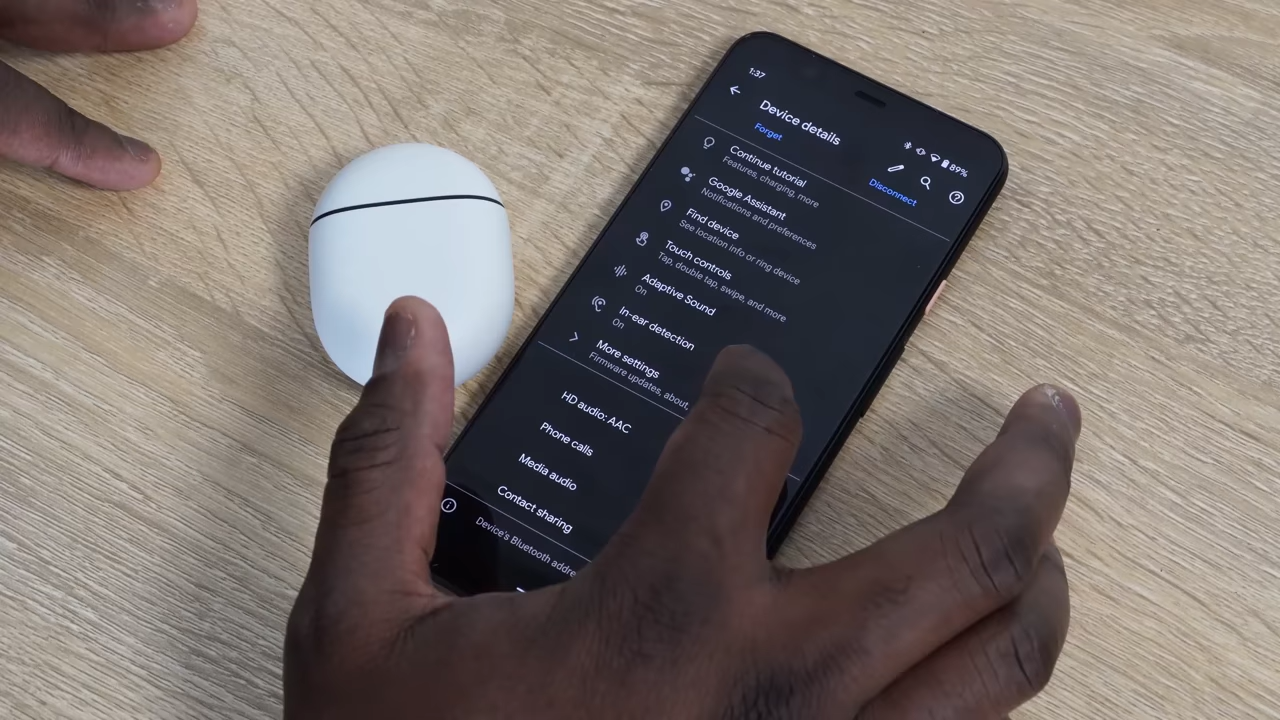 1:37
89%
Device details
Forget
Disconnect
Continue tutorial
Features, charging, more
Google Assistant
Notifications and preferences
Find device
See location info or ring device
Touch controls
Tap, double tap, swipe, and more
Adaptive Sound
On
In-ear detection
On
More settings
Firmware updates, about,
HD audio: AAC
Phone calls
Media audio
Contact sharing
Device's Bluetooth addre